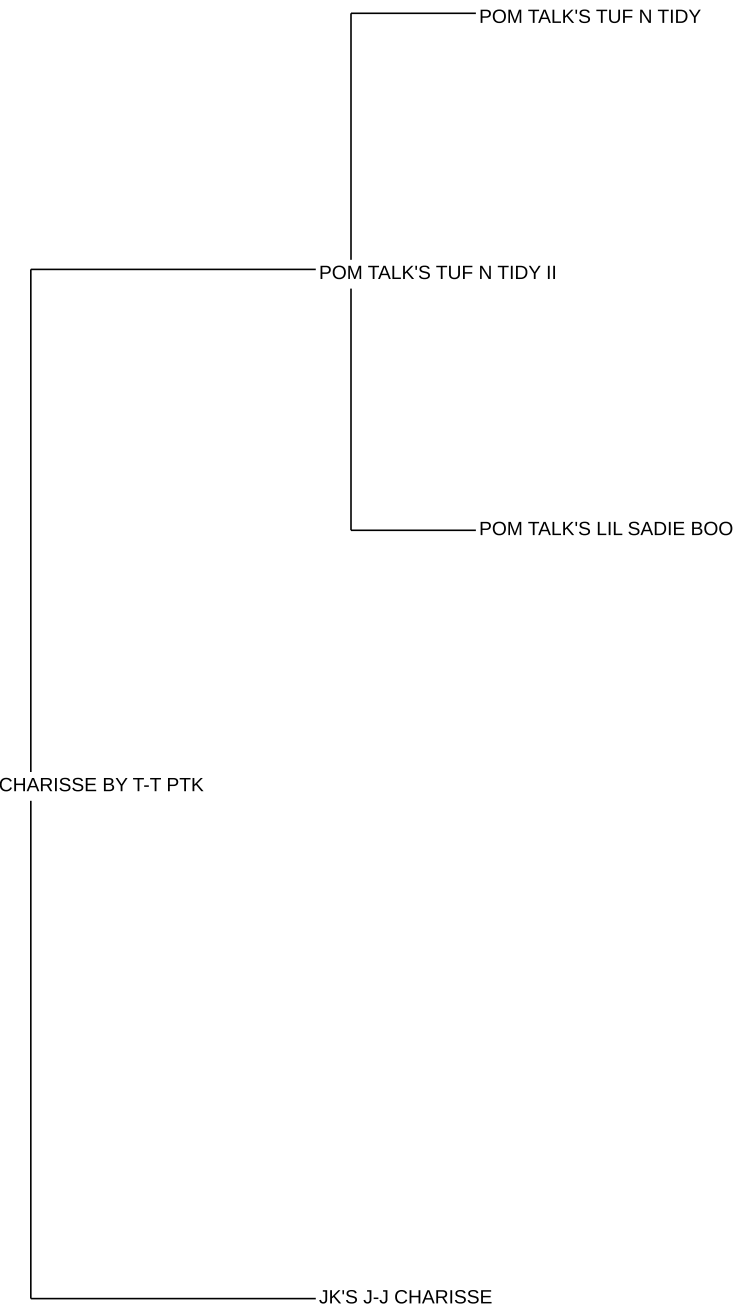 POM TALK'S TUF N TIDY
POM TALK'S TUF N TIDY II
POM TALK'S LIL SADIE BOO
CHARISSE BY T-T PTK
JK'S J-J CHARISSE